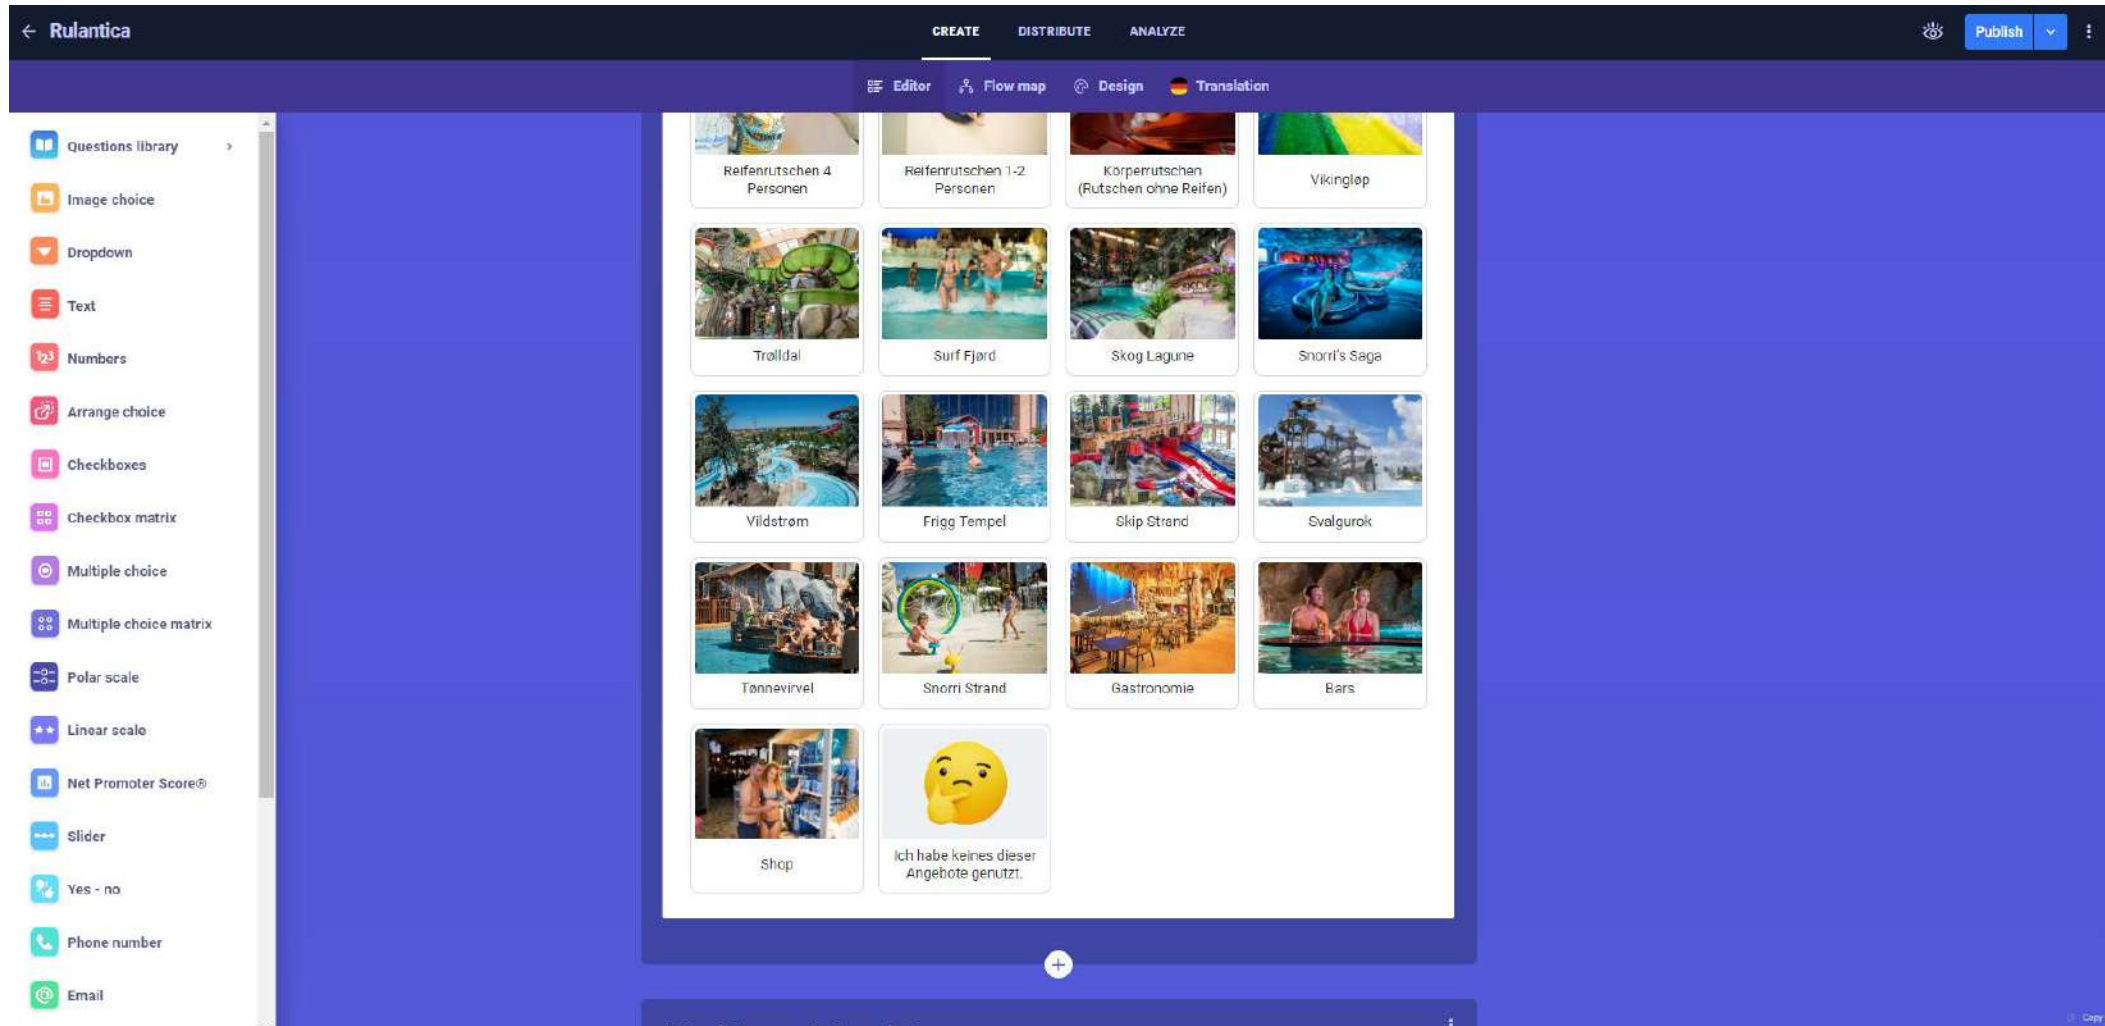 Rulantica
CREATE DISTRIBUTE ANALYZE
Publish
Editor Flow map Design Translation
Questions library
Image choice
Dropdown
Text
123 Numbers
Arrange choice
Checkboxes
Checkbox matrix
Multiple choice
Multiple choice matrix
Polar scale
Linear scale
Net Promoter Score®
Slider
Yes - no
Phone number
Email
Reifenrutschen 4
Personen
Reifenrutschen 1-2
Personen
Körperrutschen
(Rutschen ohne Reifen)
Vikingløp
Trølldal
Surf Fjørd
Skog Lagune
Snorri's Saga
Vildstrøm
Frigg Tempel
Skip Strand
Svalgurok
Tønnevirvel
Snorri Strand
Gastronomie
Bars
Shop
Ich habe keines dieser
Angebote genutzt.
Copy